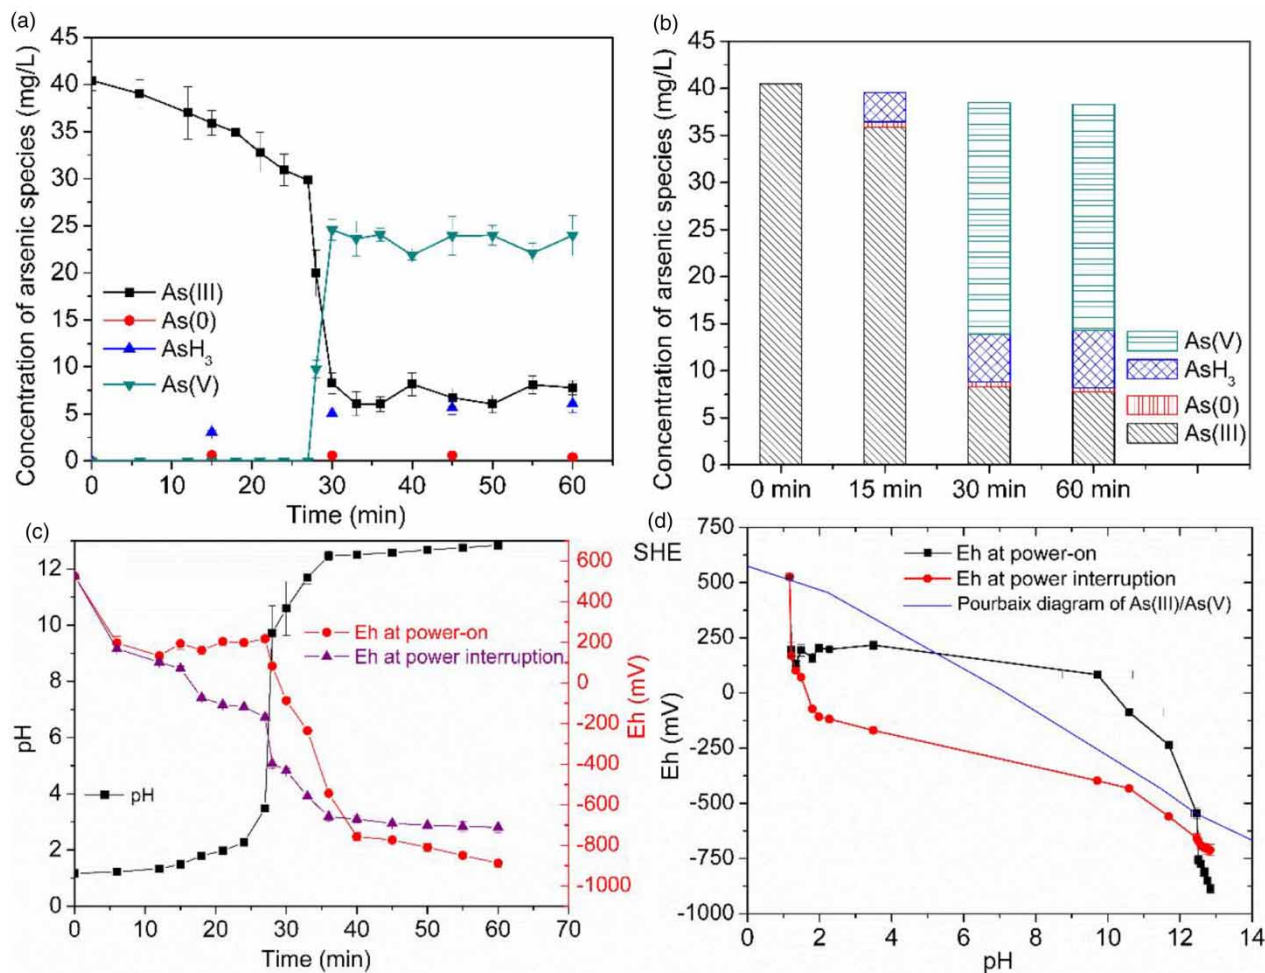 (a)
Concentration of arsenic species (mg/L)
45
40
35
30
25
20
15
10
5
0
As(III)
As(0)
AsH3
As(V)
0 10 20 30 40 50 60
Time (min)
(b)
Concentration of arsenic species (mg/L)
45
40
35
30
25
20
15
10
5
0
As(V)
AsH3
As(0)
As(III)
0 min 15 min 30 min 60 min
(c)
pH
12
10
8
6
4
2
0
Eh at power-on
Eh at power interruption
pH
600
400
200
0
-200
-400
-600
-800
-1000
Eh (mV)
0 10 20 30 40 50 60 70
Time (min)
(d)
SHE
Eh (mV)
750
500
250
0
-250
-500
-750
-1000
Eh at power-on
Eh at power interruption
Pourbaix diagram of As(III)/As(V)
0 2 4 6 8 10 12 14
pH